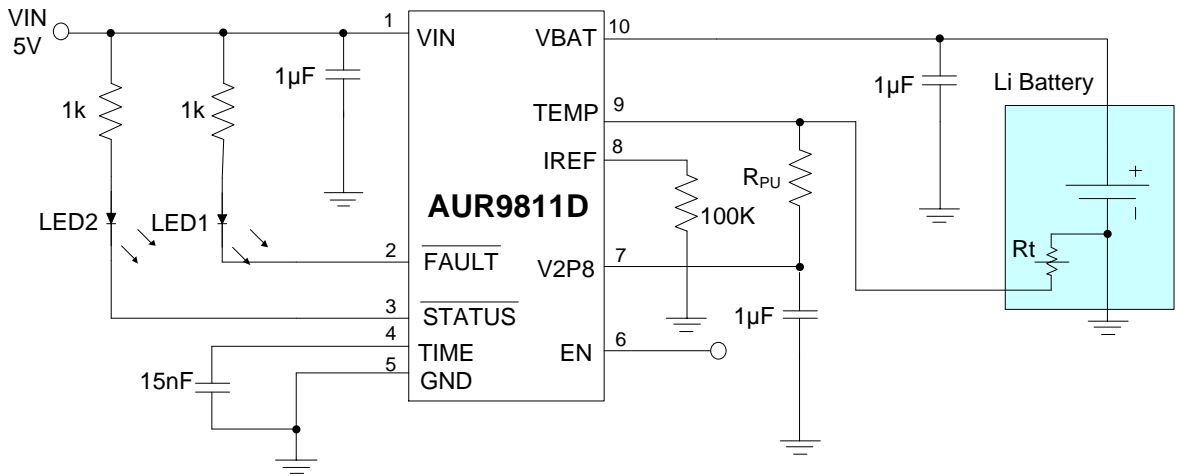 VIN
5V
1k
1k
LED2
LED1
1µF
15nF
1
2
3
4
5
VIN
FAULT
STATUS
TIME
GND
AUR9811D
VBAT
TEMP
IREF
V2P8
EN
10
9
8
7
6
100K
RPU
1µF
1µF
Li Battery
+
Rt